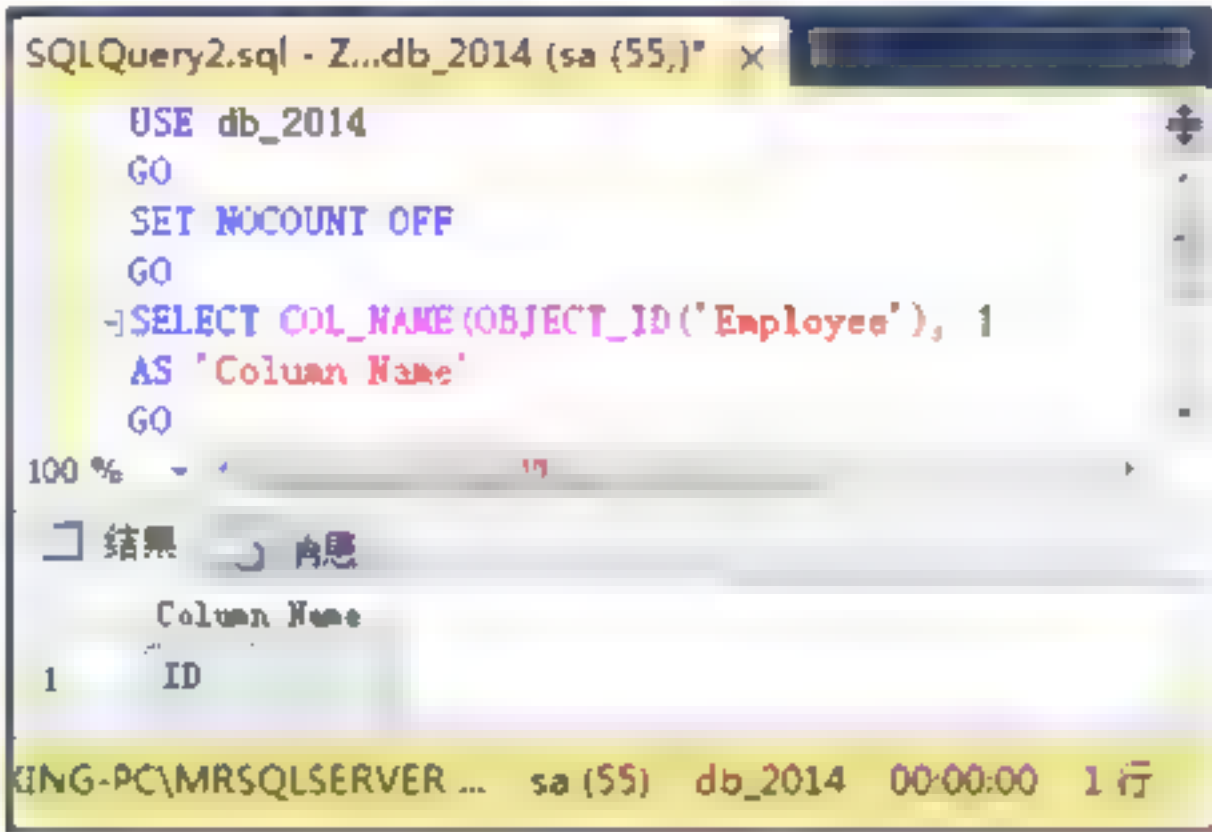 SQLQuery2.sql - Z...db_2014 (sa (55,)* ×
USE db_2014
GO
SET NOCOUNT OFF
GO
SELECT COL_NAME(OBJECT_ID('Employee'), 1
AS 'Column Name'
GO
100 %
结果
Column Name
1 ID
KING-PC\MRSQLSERVER ... sa (55) db_2014 00:00:00 1 行